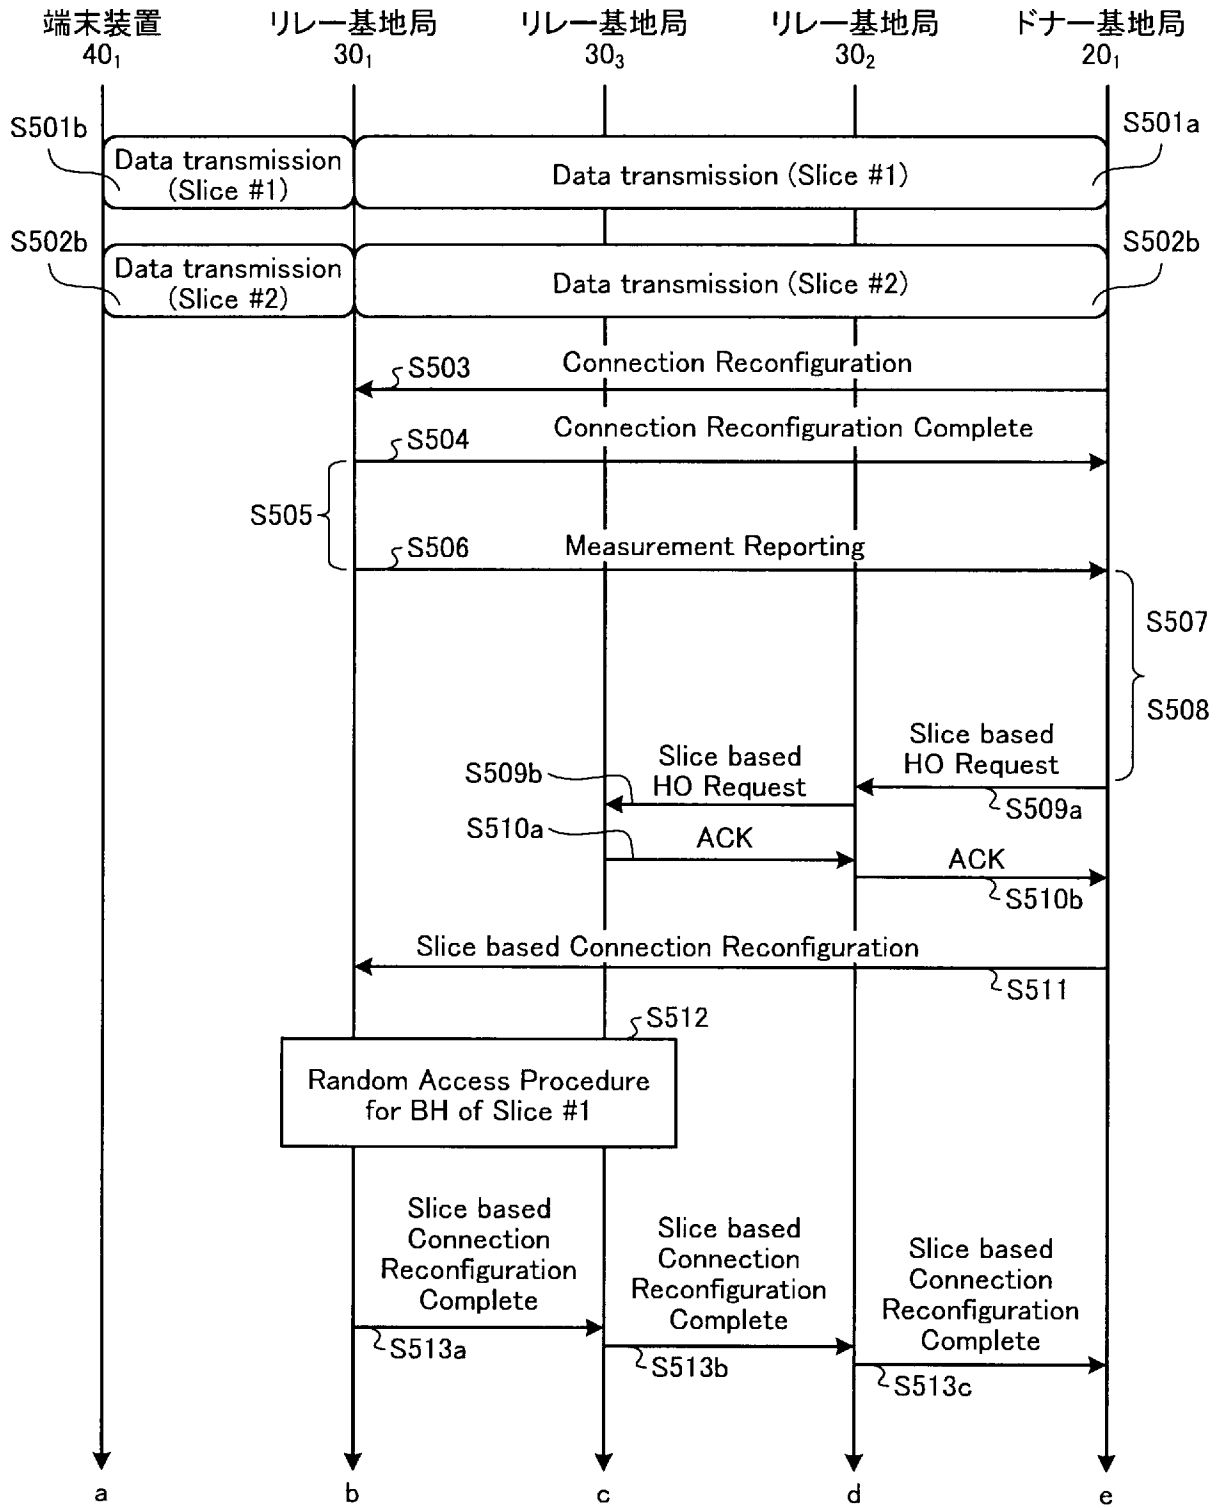 端末装置 リレー基地局 リレー基地局 リレー基地局 ドナー基地局
40₁ 30₁ 30₃ 30₂ 20₁
S501b
S501a
Data transmission
(Slice #1)
Data transmission (Slice #1)
S502b
S502b
Data transmission
(Slice #2)
Data transmission (Slice #2)
Connection Reconfiguration
S503
Connection Reconfiguration Complete
S504
S505
Measurement Reporting
S506
S507
S508
Slice based
HO Request
S509a
Slice based
HO Request
S509b
S510a
ACK
ACK
S510b
Slice based Connection Reconfiguration
S511
S512
Random Access Procedure
for BH of Slice #1
Slice based
Connection
Reconfiguration
Complete
S513a
Slice based
Connection
Reconfiguration
Complete
S513b
Slice based
Connection
Reconfiguration
Complete
S513c
a b c d e